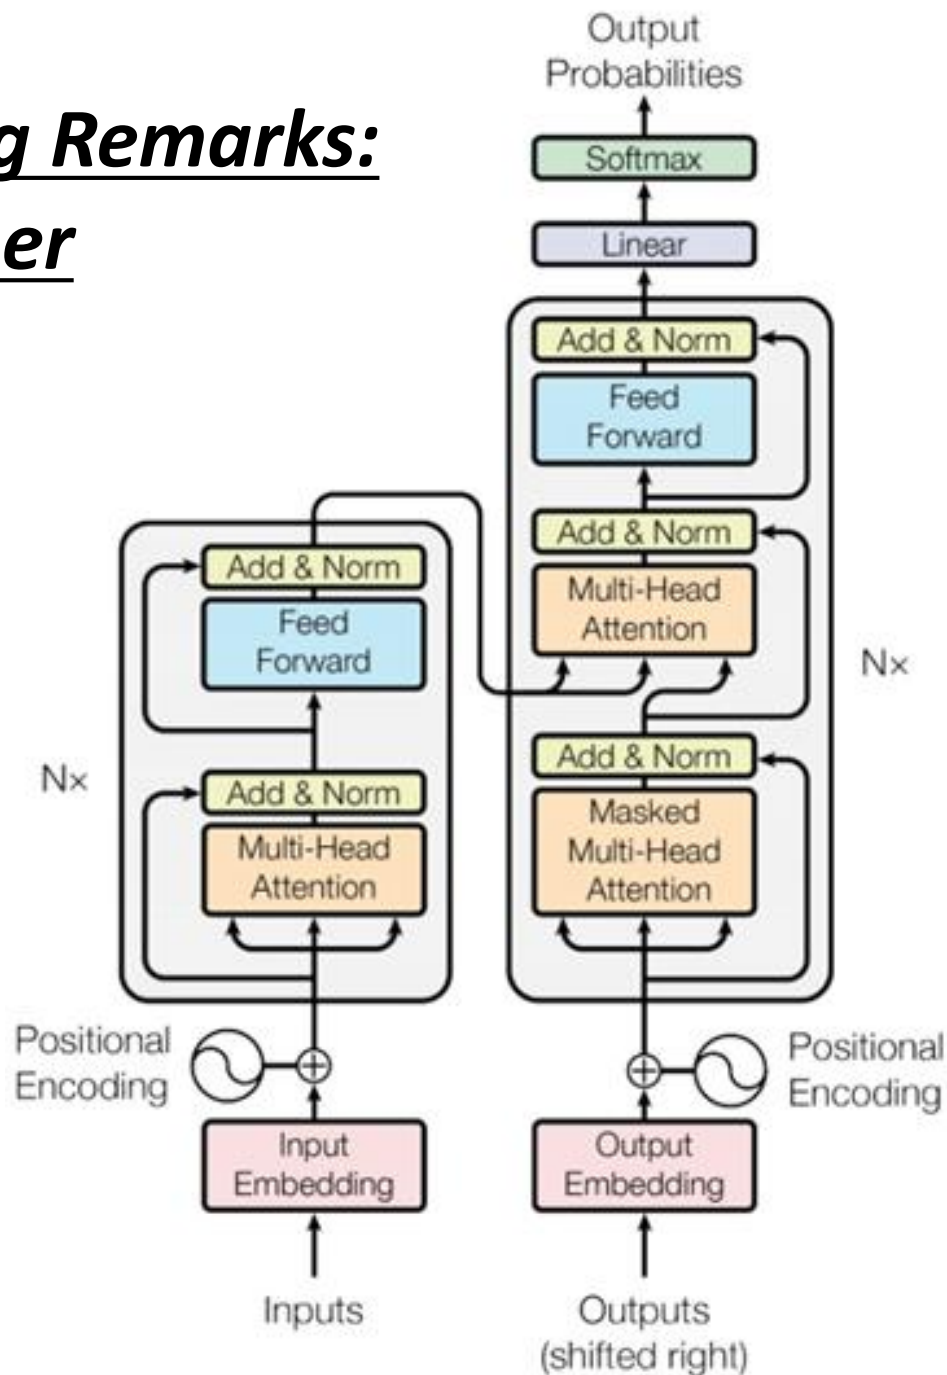 g Remarks:
er
Output
Probabilities
Softmax
Linear
Add & Norm
Feed
Forward
Add & Norm
Multi-Head
Attention
Nx
Add & Norm
Masked
Multi-Head
Attention
Add & Norm
Feed
Forward
Nx
Add & Norm
Multi-Head
Attention
Positional
Encoding
Positional
Encoding
Input
Embedding
Output
Embedding
Inputs
Outputs
(shifted right)